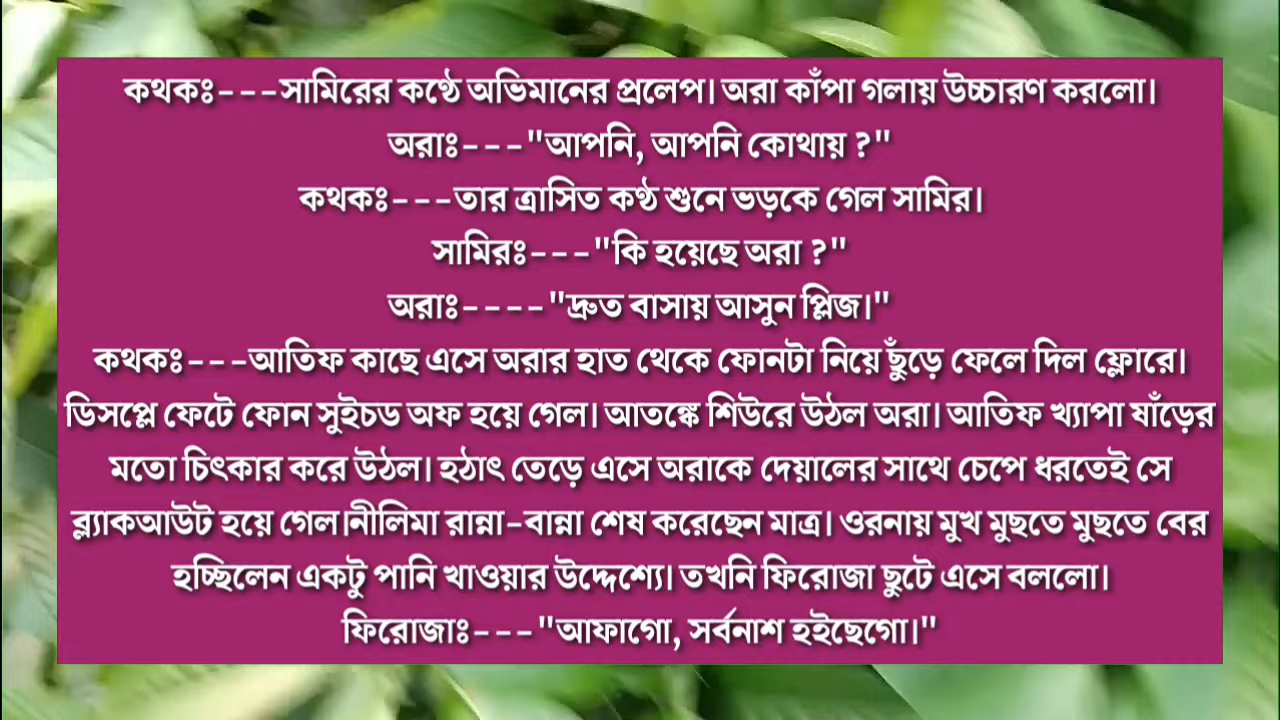 কথকঃ---সামিরের কণ্ঠে অভিমানের প্রলেপ। অরা কাঁপা গলায় উচ্চারণ করলো।
অরাঃ---"আপনি, আপনি কোথায় ?"
কথকঃ---তার ত্রাসিত কণ্ঠ শুনে ভড়কে গেল সামির।
সামিরঃ---"কি হয়েছে অরা ?"
অরাঃ----"দ্রুত বাসায় আসুন প্লিজ।"
কথকঃ---আতিফ কাছে এসে অরার হাত থেকে ফোনটা নিয়ে ছুঁড়ে ফেলে দিল ফ্লোরে।
ডিসপ্লে ফেটে ফোন সুইচড অফ হয়ে গেল। আতঙ্কে শিউরে উঠল অরা। আতিফ খ্যাপা ষাঁড়ের
মতো চিৎকার করে উঠল। হঠাৎ তেড়ে এসে অরাকে দেয়ালের সাথে চেপে ধরতেই সে
ব্ল্যাকআউট হয়ে গেল।নীলিমা রান্না-বান্না শেষ করেছেন মাত্র। ওরনায় মুখ মুছতে মুছতে বের
হচ্ছিলেন একটু পানি খাওয়ার উদ্দেশ্যে। তখনি ফিরোজা ছুটে এসে বললো।
ফিরোজাঃ---"আফাগো, সর্বনাশ হইছেগো।"